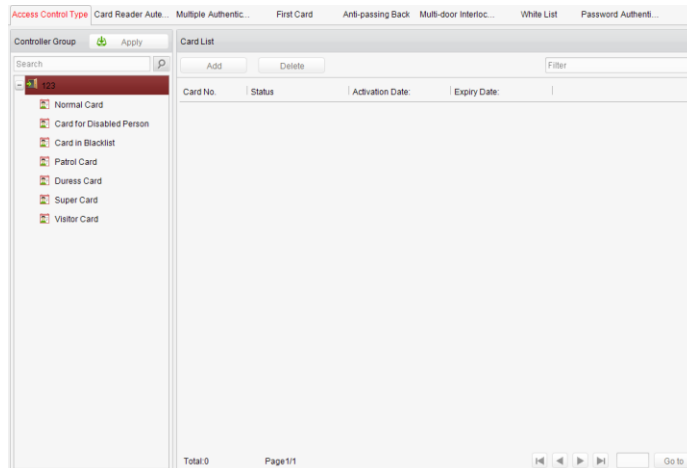 Access Control Type Card Reader Aute... Multiple Authentic... First Card Anti-passing Back Multi-door Interloc... White List Password Authenti...
Controller Group Apply Card List
Search Add Delete Filter
123
Card No. Status Activation Date: Expiry Date:
Normal Card
Card for Disabled Person
Card in Blacklist
Patrol Card
Duress Card
Super Card
Visitor Card
Total:0 Page1/1 Go to